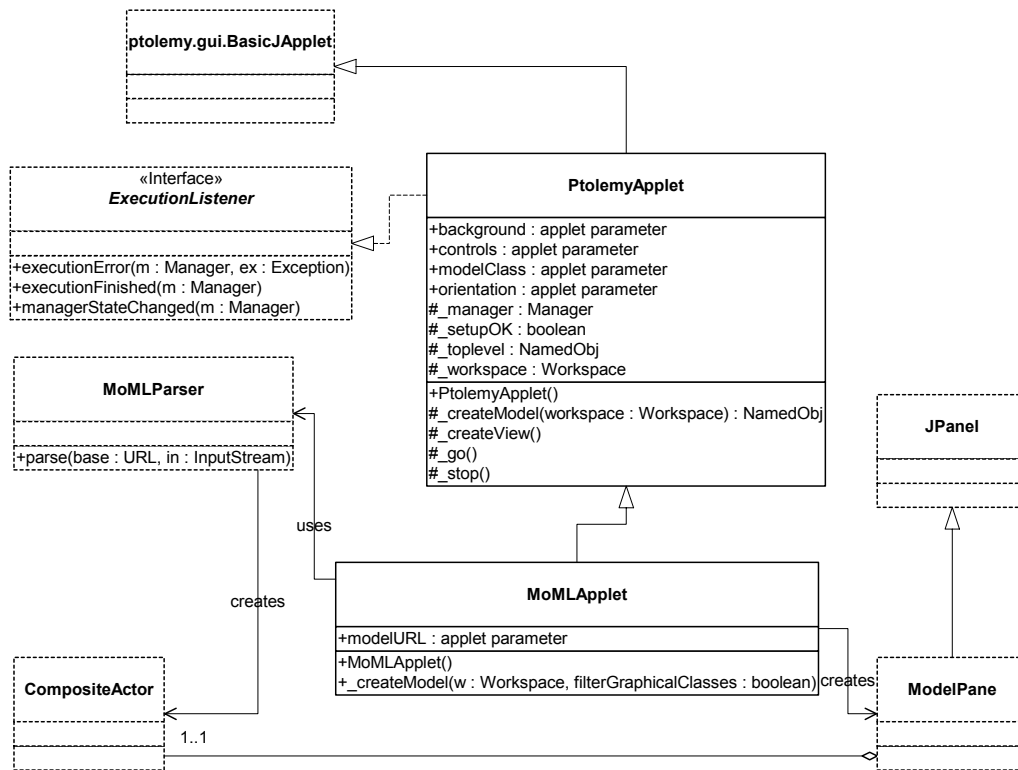 ptolemy.gui.BasicJApplet
«Interface»
ExecutionListener
+executionError(m : Manager, ex : Exception)
+executionFinished(m : Manager)
+managerStateChanged(m : Manager)
PtolemyApplet
+background : applet parameter
+controls : applet parameter
+modelClass : applet parameter
+orientation : applet parameter
#_manager : Manager
#_setupOK : boolean
#_toplevel : NamedObj
#_workspace : Workspace
+PtolemyApplet()
#_createModel(workspace : Workspace) : NamedObj
#_createView()
#_go()
#_stop()
MoMLParser
+parse(base : URL, in : InputStream)
JPanel
uses
creates
MoMLApplet
+modelURL : applet parameter
+MoMLApplet()
+_createModel(w : Workspace, filterGraphicalClasses : boolean)
creates
CompositeActor
1..1
ModelPane